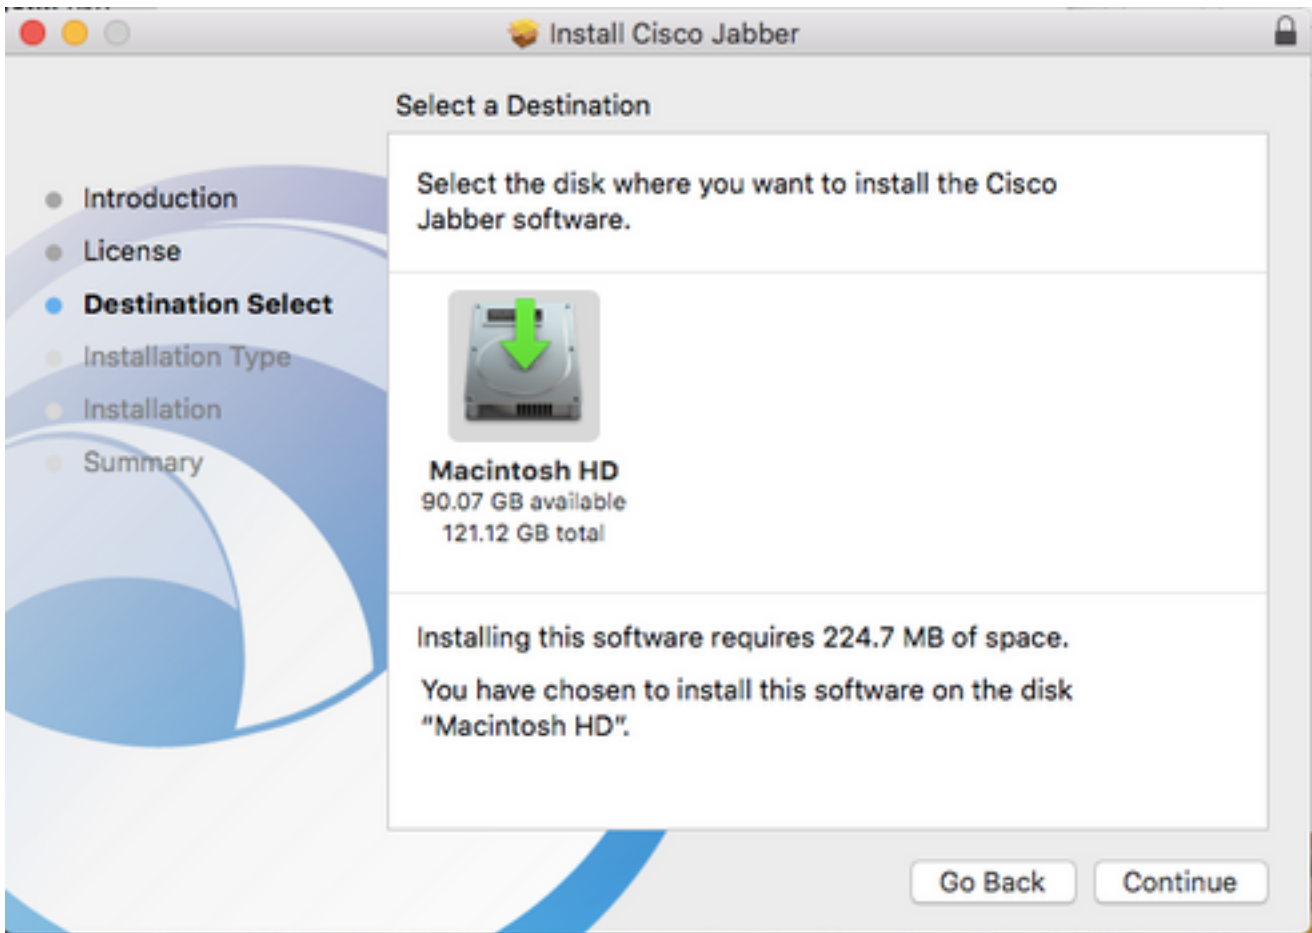 Install Cisco Jabber
Select a Destination
Introduction
License
Destination Select
Installation Type
Installation
Summary
Select the disk where you want to install the Cisco
Jabber software.
Macintosh HD
90.07 GB available
121.12 GB total
Installing this software requires 224.7 MB of space.
You have chosen to install this software on the disk
“Macintosh HD”.
Go Back
Continue